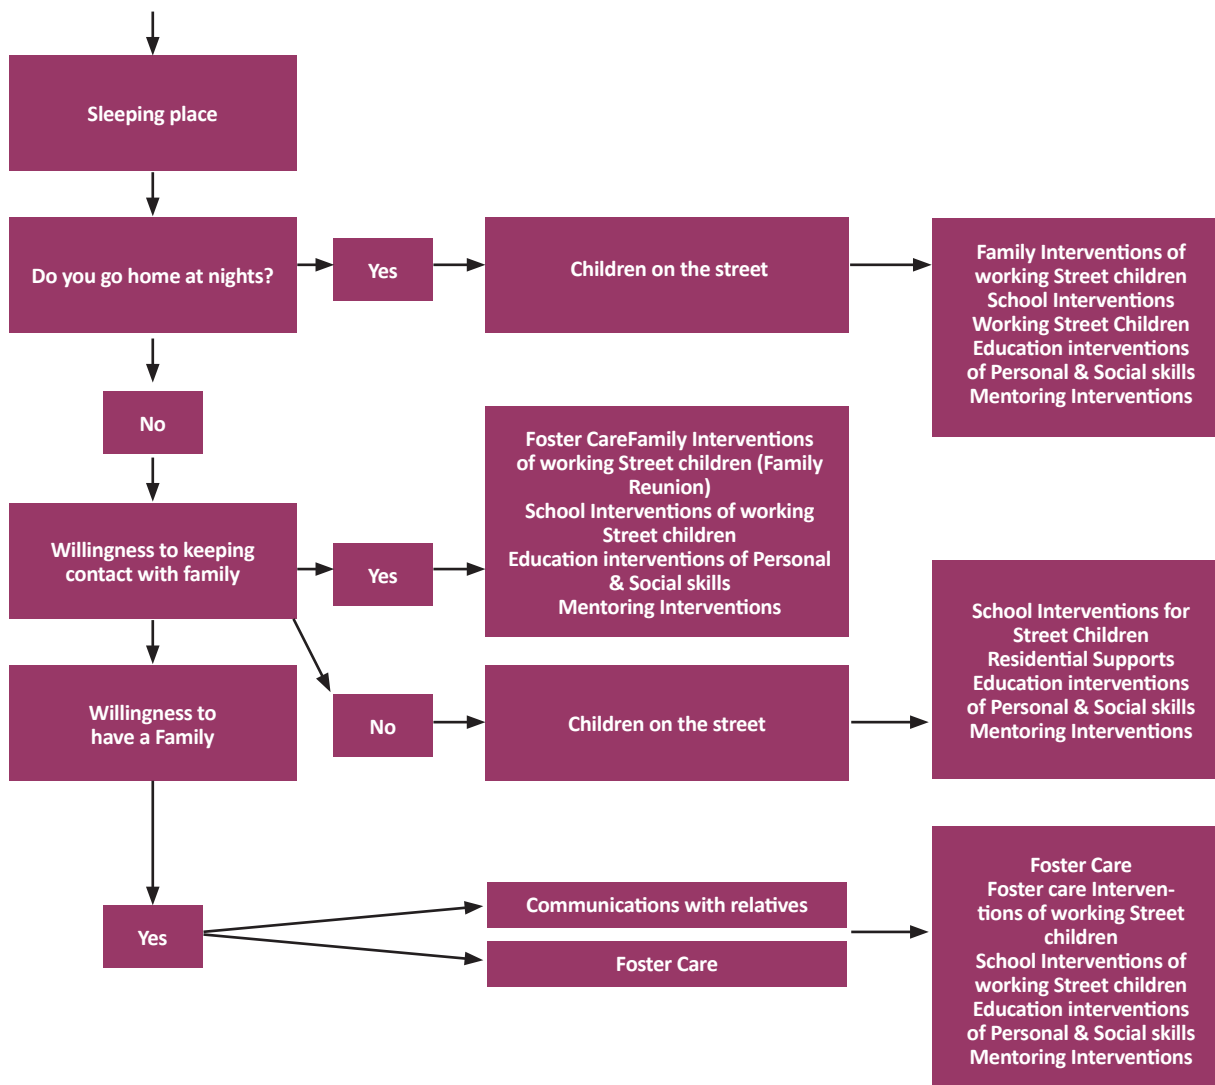 Sleeping place
Do you go home at nights?
Yes
Children on the street
Family Interventions of
working Street children
School Interventions
Working Street Children
Education interventions
of Personal & Social skills
Mentoring Interventions
No
Foster CareFamily Interventions
of working Street children (Family
Reunion)
School Interventions of working
Street children
Education interventions of Personal
& Social skills
Mentoring Interventions
Willingness to keeping
contact with family
Yes
Willingness to
have a Family
No
Children on the street
School Interventions for
Street Children
Residential Supports
Education interventions
of Personal & Social skills
Mentoring Interventions
Yes
Communications with relatives
Foster Care
Foster Care
Foster care Interven-
tions of working Street
children
School Interventions of
working Street children
Education interventions
of Personal & Social skills
Mentoring Interventions